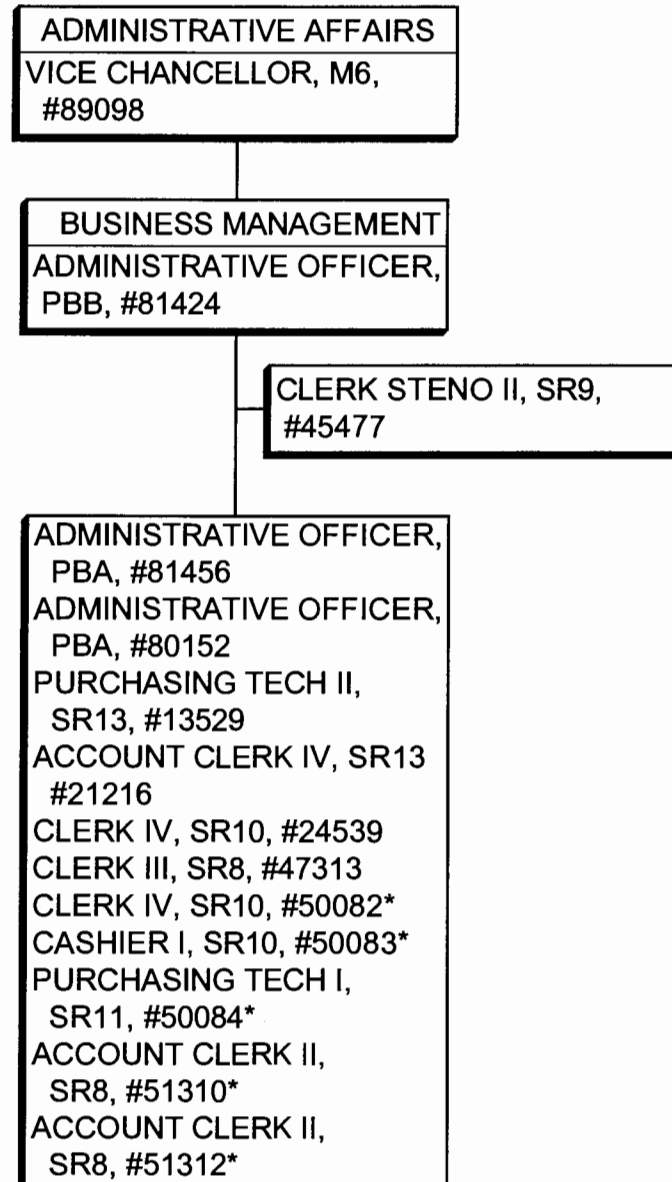 ADMINISTRATIVE AFFAIRS
VICE CHANCELLOR, M6,
#89098
BUSINESS MANAGEMENT
ADMINISTRATIVE OFFICER,
PBB, #81424
CLERK STENO II, SR9,
#45477
ADMINISTRATIVE OFFICER,
PBA, #81456
ADMINISTRATIVE OFFICER,
PBA, #80152
PURCHASING TECH II,
SR13, #13529
ACCOUNT CLERK IV, SR13
#21216
CLERK IV, SR10, #24539
CLERK III, SR8, #47313
CLERK IV, SR10, #50082*
CASHIER I, SR10, #50083*
PURCHASING TECH I,
SR11, #50084*
ACCOUNT CLERK II,
SR8, #51310*
ACCOUNT CLERK II,
SR8, #51312*